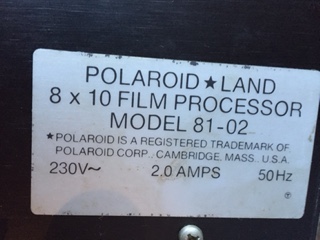 POLAROID★LAND
8 x 10 FILM PROCESSOR
MODEL 81-02
★POLAROID IS A REGISTERED TRADEMARK OF
POLAROID CORP., CAMBRIDGE, MASS., U.S.A.
230V~ 2.0 AMPS 50Hz